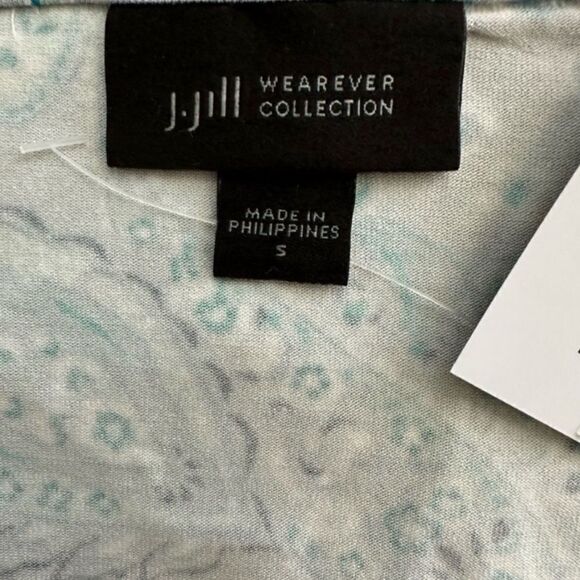 J.Jill WEAREVER
COLLECTION
MADE IN
PHILIPPINES
S